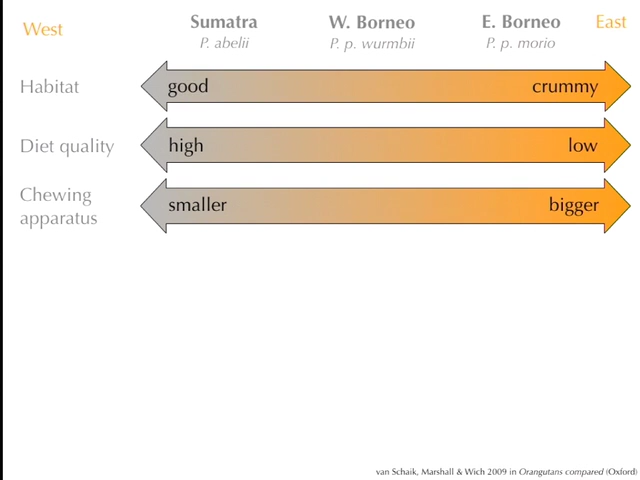 West Sumatra W. Borneo E. Borneo East
P. abelii P. p. wurmbii P. p. morio
Habitat good crummy
Diet quality high low
Chewing
apparatus smaller bigger
van Schaik, Marshall & Wich 2009 in Orangutans compared (Oxford)